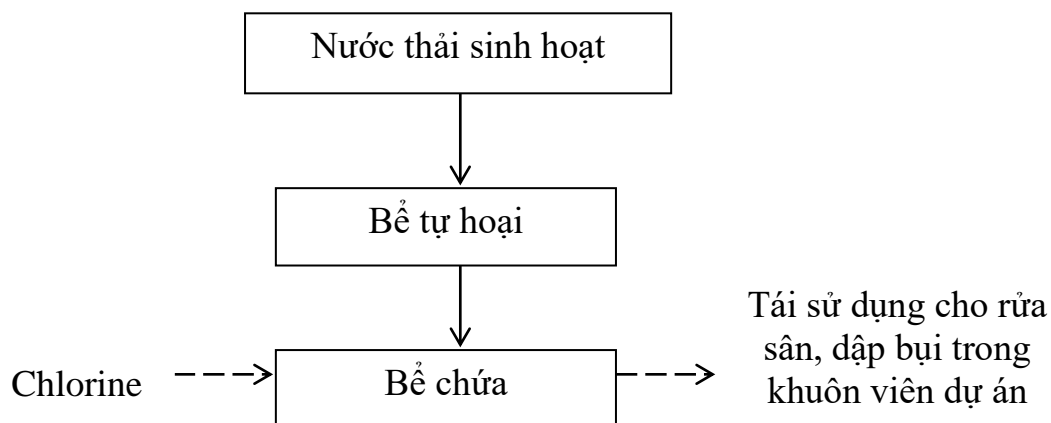 Nước thải sinh hoạt
Bể tự hoại
Chlorine
Bể chứa
Tái sử dụng cho rửa
sân, dập bụi trong
khuôn viên dự án